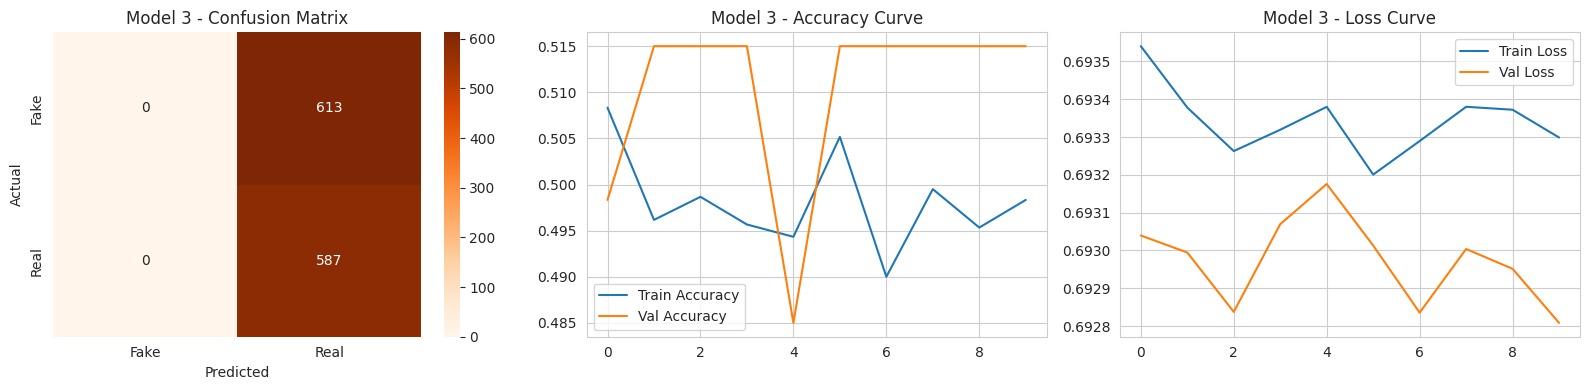 Model 3 - Confusion Matrix
Fake
Real
Actual
0
613
0
587
Fake
Real
Predicted
600
500
400
300
200
100
0
Model 3 - Accuracy Curve
0.515
0.510
0.505
0.500
0.495
0.490
0.485
0
2
4
6
8
Train Accuracy
Val Accuracy
Model 3 - Loss Curve
0.6935
0.6934
0.6933
0.6932
0.6931
0.6930
0.6929
0.6928
0
2
4
6
8
Train Loss
Val Loss